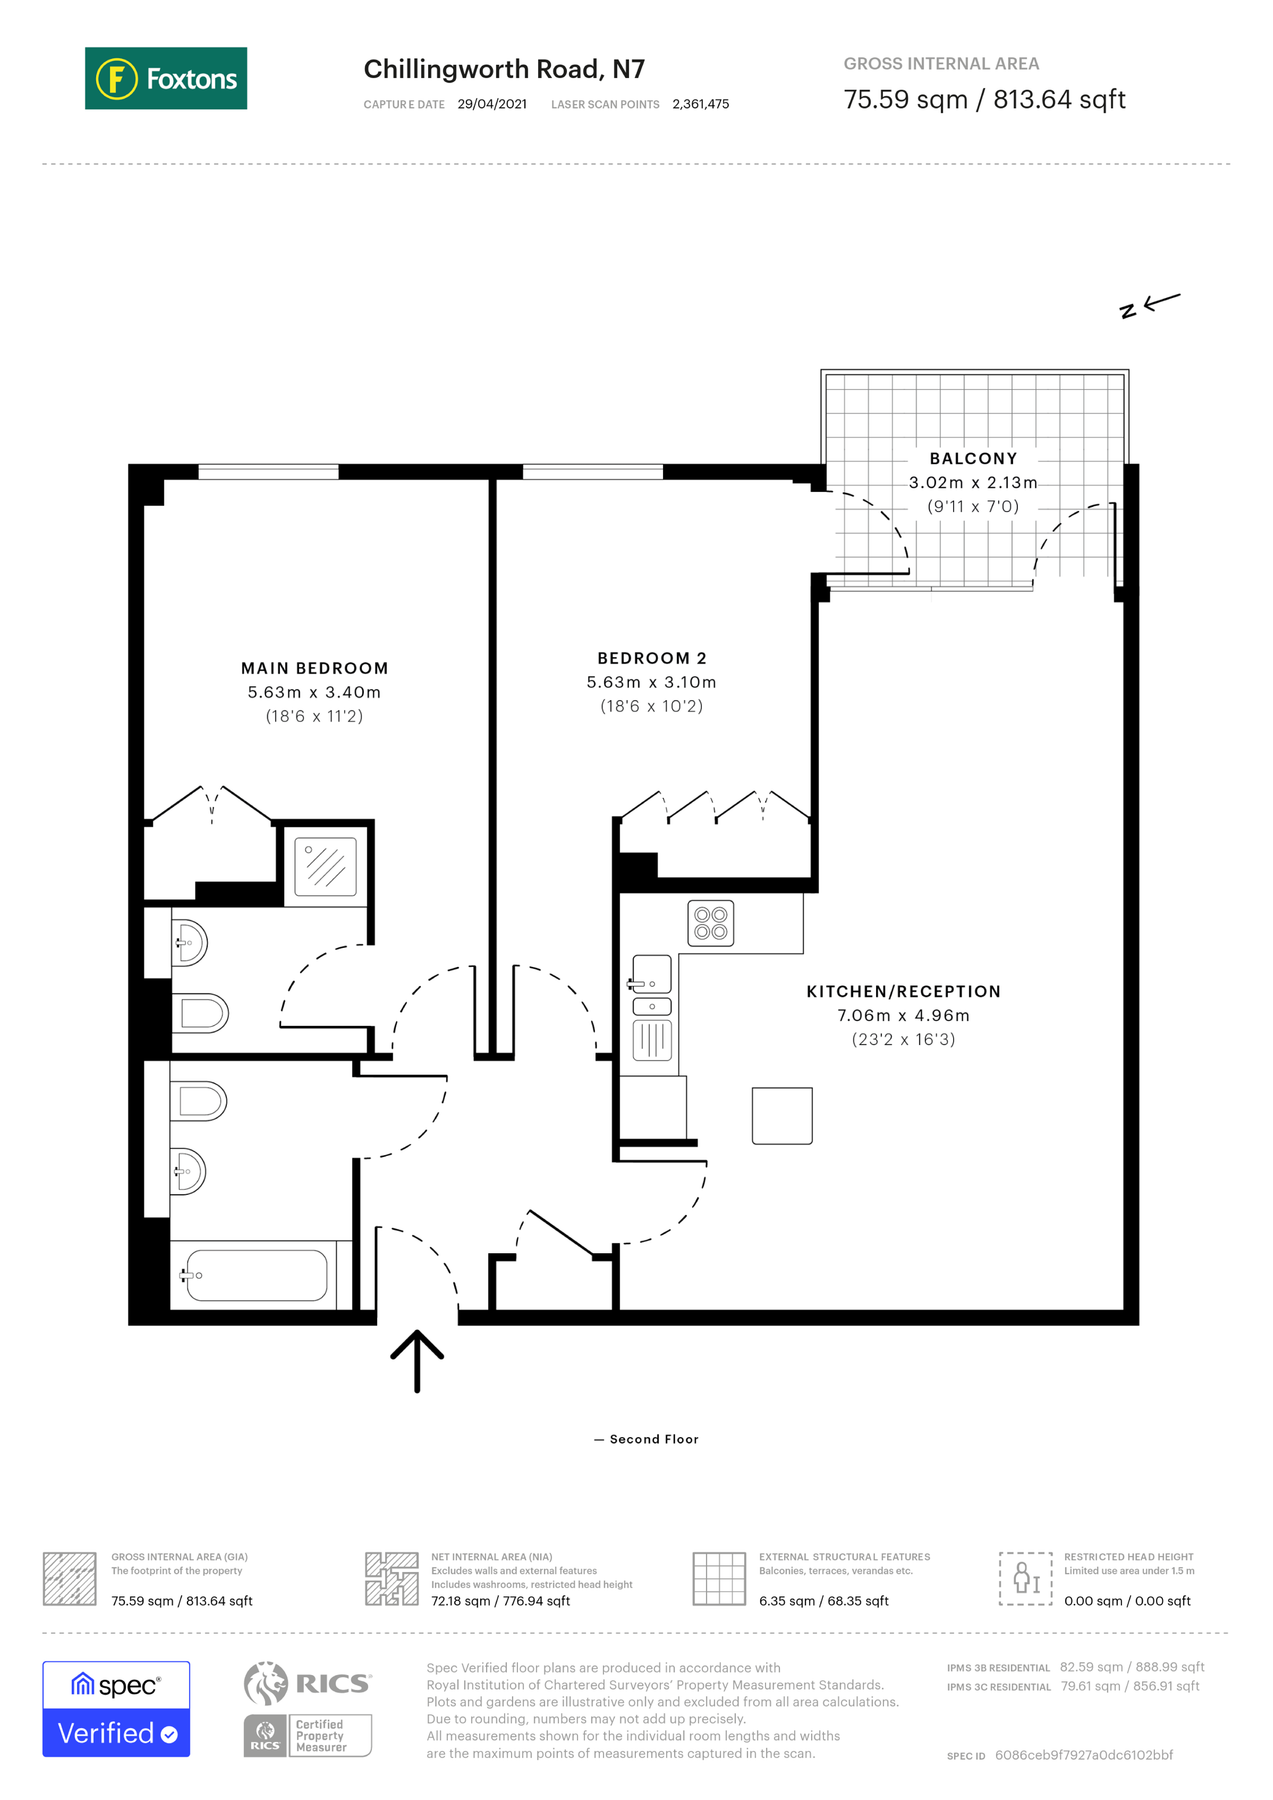 Foxtons
Chillingworth Road, N7
CAPTURE DATE 29/04/2021 LASER SCAN POINTS 2,361,475
GROSS INTERNAL AREA
75.59 sqm / 813.64 sqft
N
BALCONY
3.02m x 2.13m
(9'11 x 7'0)
MAIN BEDROOM
5.63m x 3.40m
(18'6 x 11'2)
BEDROOM 2
5.63m x 3.10m
(18'6 x 10'2)
KITCHEN/RECEPTION
7.06m x 4.96m
(23'2 x 16'3)
— Second Floor
GROSS INTERNAL AREA (GIA)
The footprint of the property
75.59 sqm / 813.64 sqft
NET INTERNAL AREA (NIA)
Excludes walls and external features
Includes washrooms, restricted head height
72.18 sqm / 776.94 sqft
EXTERNAL STRUCTURAL FEATURES
Balconies, terraces, verandas etc.
6.35 sqm / 68.35 sqft
RESTRICTED HEAD HEIGHT
Limited use area under 1.5 m
0.00 sqm / 0.00 sqft
spec®
Verified
RICS®
RICS
Certified
Property
Measurer
Spec Verified floor plans are produced in accordance with
Royal Institution of Chartered Surveyors' Property Measurement Standards.
Plots and gardens are illustrative only and excluded from all area calculations.
Due to rounding, numbers may not add up precisely.
All measurements shown for the individual room lengths and widths
are the maximum points of measurements captured in the scan.
IPMS 3B RESIDENTIAL 82.59 sqm / 888.99 sqft
IPMS 3C RESIDENTIAL 79.61 sqm / 856.91 sqft
SPEC ID 6086ceb9f7927a0dc6102bbf